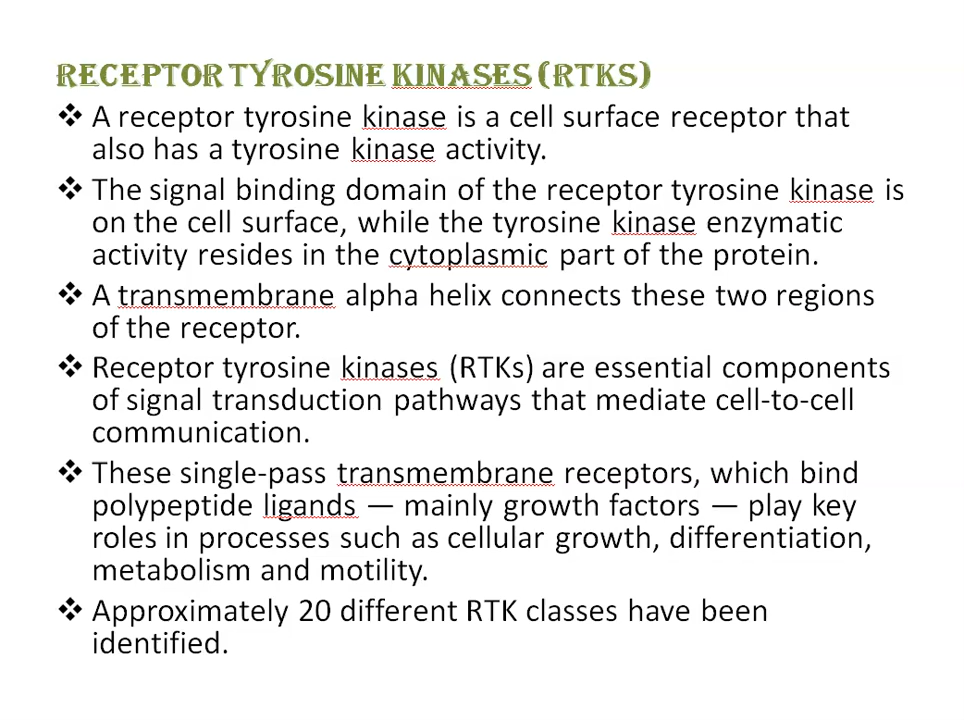 RECEPTOR TYROSINE KINASES (RTKS)
❖ A receptor tyrosine kinase is a cell surface receptor that
also has a tyrosine kinase activity.
❖ The signal binding domain of the receptor tyrosine kinase is
on the cell surface, while the tyrosine kinase enzymatic
activity resides in the cytoplasmic part of the protein.
❖ A transmembrane alpha helix connects these two regions
of the receptor.
❖ Receptor tyrosine kinases (RTKs) are essential components
of signal transduction pathways that mediate cell-to-cell
communication.
❖ These single-pass transmembrane receptors, which bind
polypeptide ligands — mainly growth factors — play key
roles in processes such as cellular growth, differentiation,
metabolism and motility.
❖ Approximately 20 different RTK classes have been
identified.